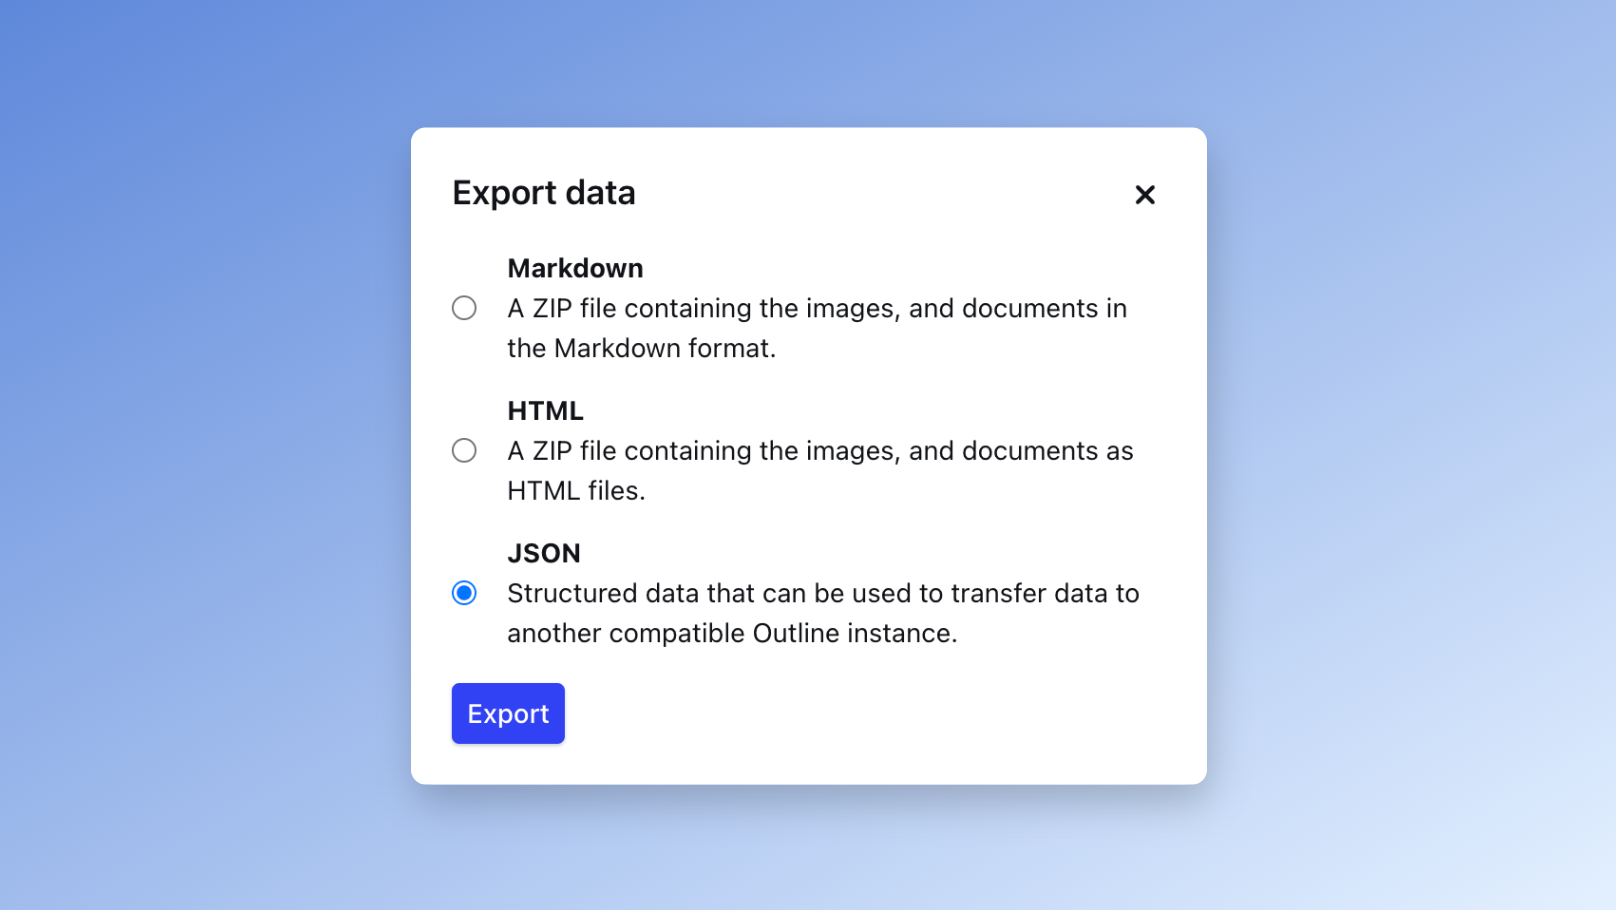 Export data
Markdown
A ZIP file containing the images, and documents in
the Markdown format.
HTML
A ZIP file containing the images, and documents as
HTML files.
JSON
Structured data that can be used to transfer data to
another compatible Outline instance.
Export